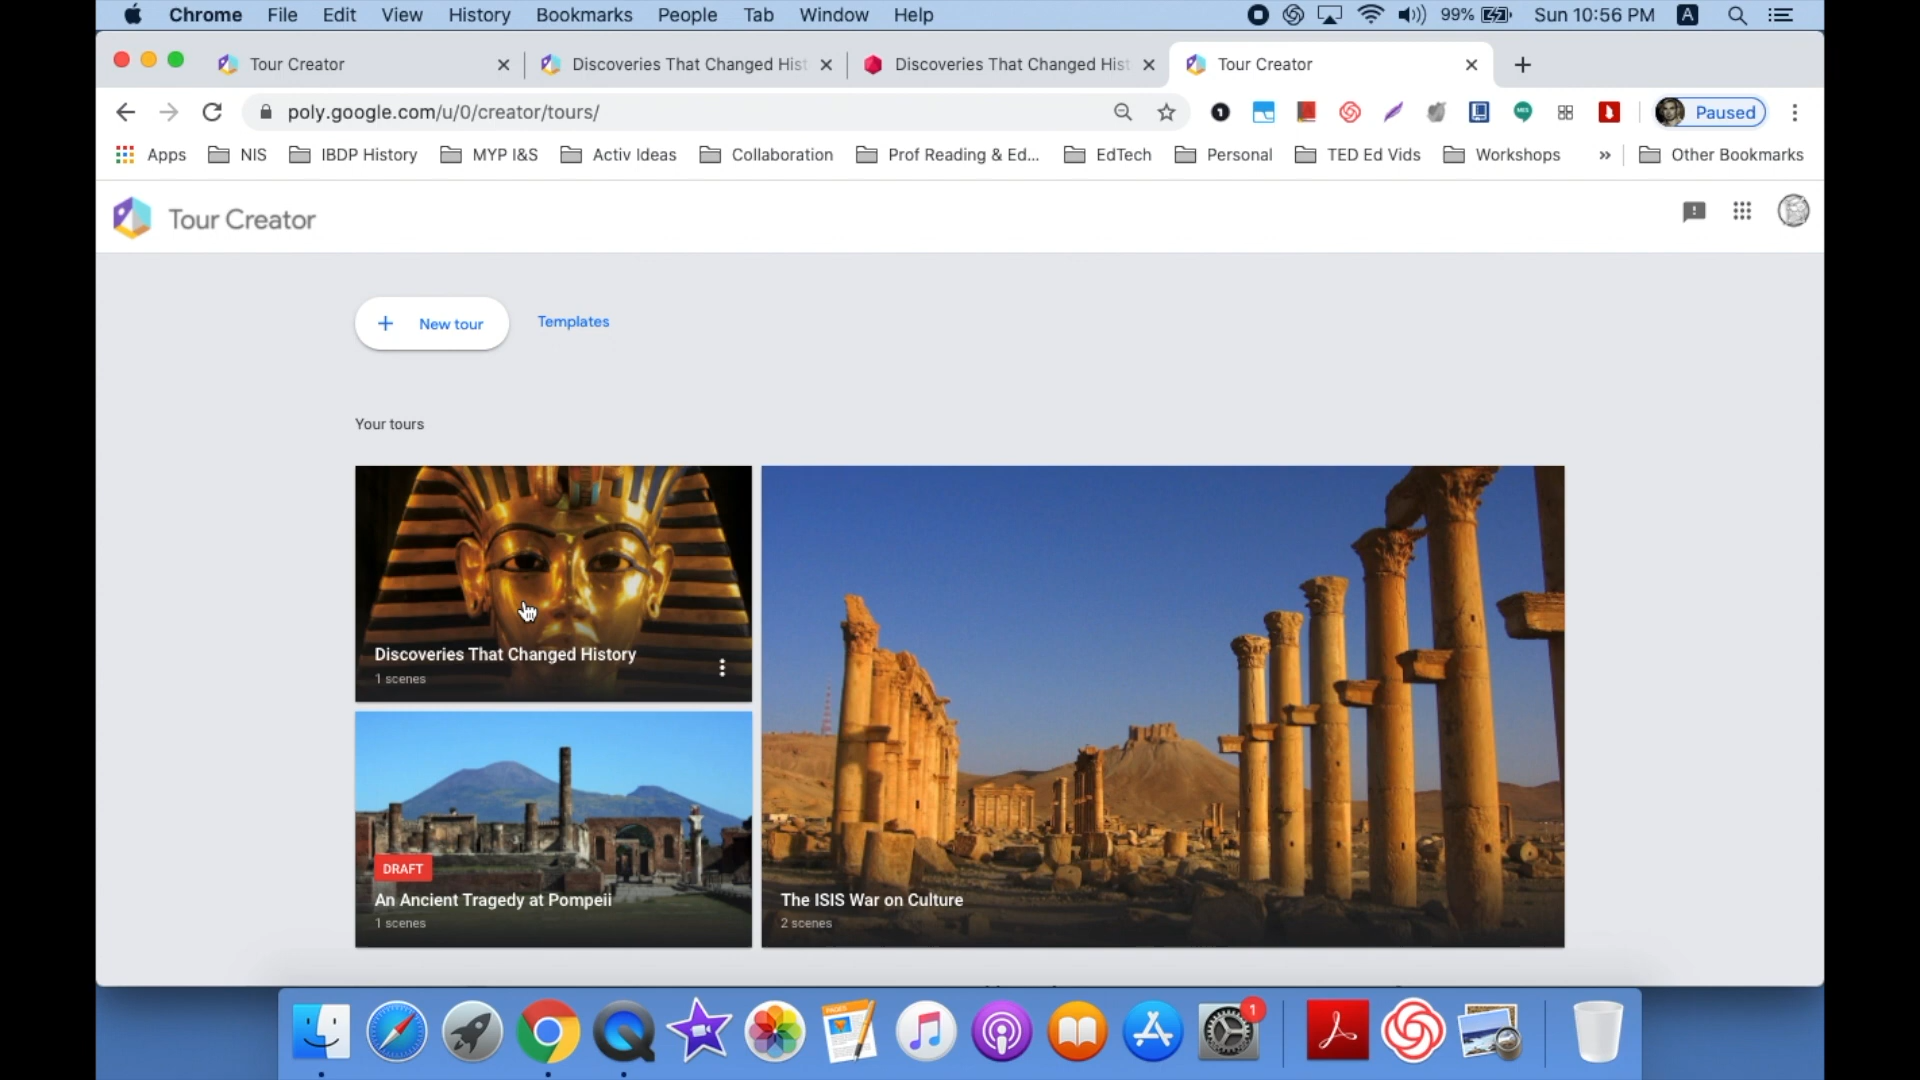 Chrome File Edit View History Bookmarks People Tab Window Help 99% Sun 10:56 PM A
Tour Creator Discoveries That Changed Hist Discoveries That Changed Hist Tour Creator
poly.google.com/u/0/creator/tours/ Paused
Apps NIS IBDP History MYP I&S Activ Ideas Collaboration Prof Reading & Ed... EdTech Personal TED Ed Vids Workshops » Other Bookmarks
Tour Creator
+ New tour Templates
Your tours
Discoveries That Changed History
1 scenes
DRAFT
An Ancient Tragedy at Pompeii
1 scenes
The ISIS War on Culture
2 scenes
PAGES
1